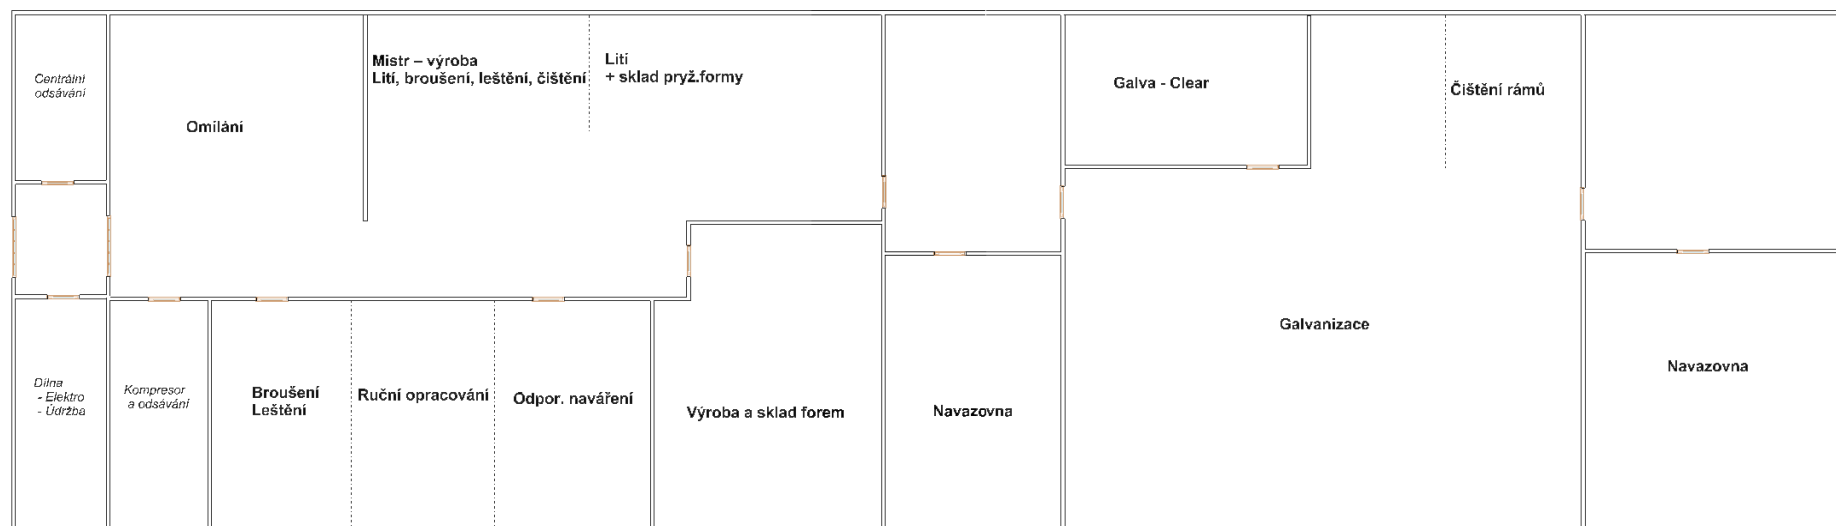 Centrální
odsávání
Omílání
Mistr – výroba
Lití, broušení, leštění, čištění
Lití
+ sklad pryž.formy
Galva - Clear
Čištění rámů
Galvanizace
Dílna
- Elektro
- Údržba
Kompresor
a odsávání
Broušení
Leštění
Ruční opracování
Odpor. naváření
Výroba a sklad forem
Navazovna
Navazovna